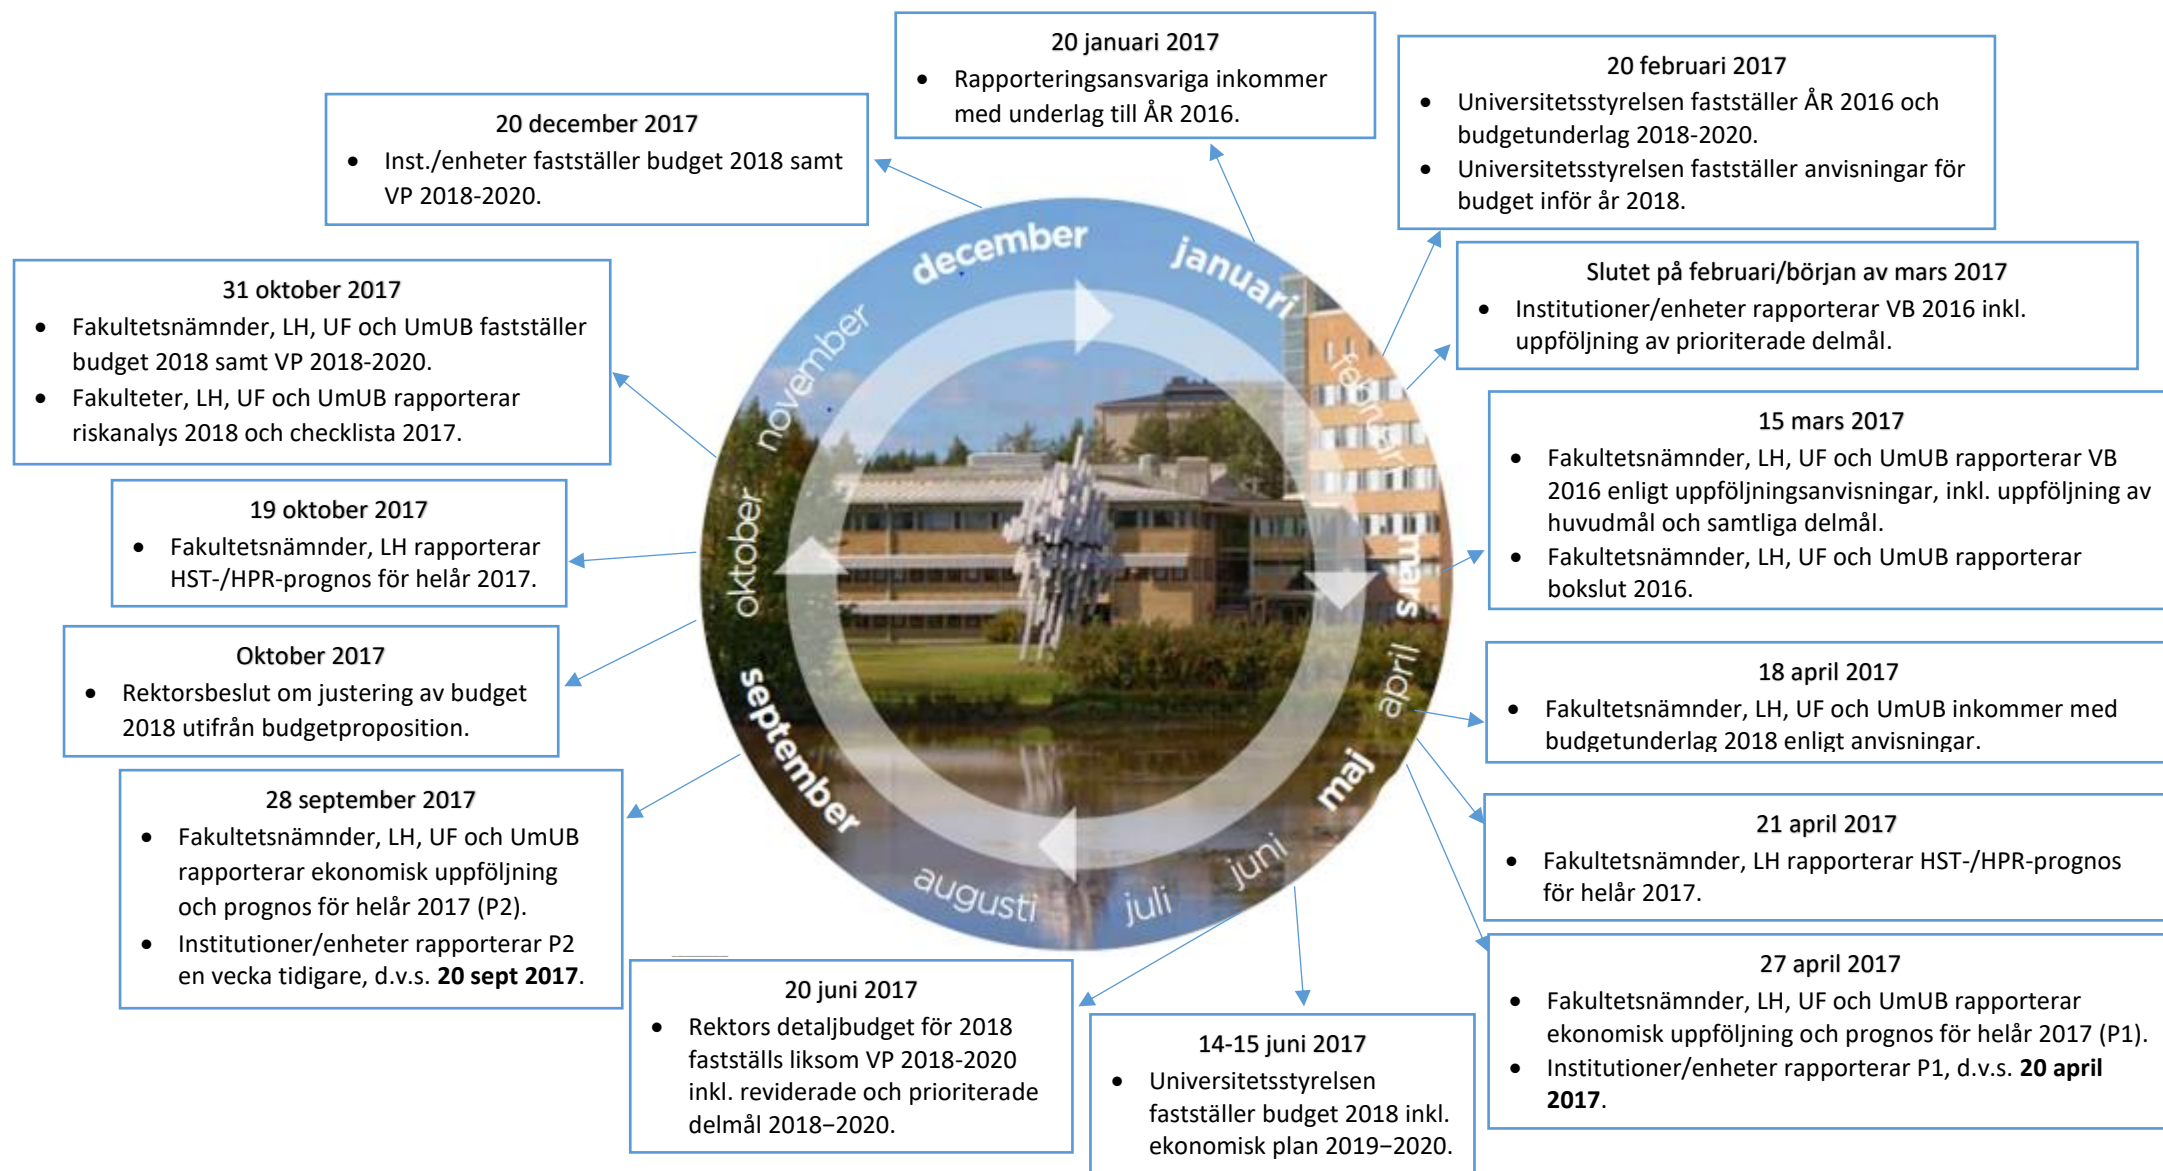 20 januari 2017
• Rapporteringsansvariga inkommer
med underlag till ÅR 2016.
20 februari 2017
• Universitetsstyrelsen fastställer ÅR 2016 och
budgetunderlag 2018-2020.
• Universitetsstyrelsen fastställer anvisningar för
budget inför år 2018.
Slutet på februari/början av mars 2017
• Institutioner/enheter rapporterar VB 2016 inkl.
uppföljning av prioriterade delmål.
15 mars 2017
• Fakultetsnämnder, LH, UF och UmUB rapporterar VB
2016 enligt uppföljningsanvisningar, inkl. uppföljning av
huvudmål och samtliga delmål.
• Fakultetsnämnder, LH, UF och UmUB rapporterar
bokslut 2016.
18 april 2017
• Fakultetsnämnder, LH, UF och UmUB inkommer med
budgetunderlag 2018 enligt anvisningar.
21 april 2017
• Fakultetsnämnder, LH rapporterar HST-/HPR-prognos
för helår 2017.
27 april 2017
• Fakultetsnämnder, LH, UF och UmUB rapporterar
ekonomisk uppföljning och prognos för helår 2017 (P1).
• Institutioner/enheter rapporterar P1, d.v.s. 20 april
2017.
14-15 juni 2017
• Universitetsstyrelsen
fastställer budget 2018 inkl.
ekonomisk plan 2019–2020.
20 juni 2017
• Rektors detaljbudget för 2018
fastställs liksom VP 2018-2020
inkl. reviderade och prioriterade
delmål 2018–2020.
28 september 2017
• Fakultetsnämnder, LH, UF och UmUB
rapporterar ekonomisk uppföljning
och prognos för helår 2017 (P2).
• Institutioner/enheter rapporterar P2
en vecka tidigare, d.v.s. 20 sept 2017.
Oktober 2017
• Rektorsbeslut om justering av budget
2018 utifrån budgetproposition.
19 oktober 2017
• Fakultetsnämnder, LH rapporterar
HST-/HPR-prognos för helår 2017.
31 oktober 2017
• Fakultetsnämnder, LH, UF och UmUB fastställer
budget 2018 samt VP 2018-2020.
• Fakulteter, LH, UF och UmUB rapporterar
riskanalys 2018 och checklista 2017.
20 december 2017
• Inst./enheter fastställer budget 2018 samt
VP 2018-2020.
januari
februari
mars
april
maj
juni
juli
augusti
september
oktober
november
december